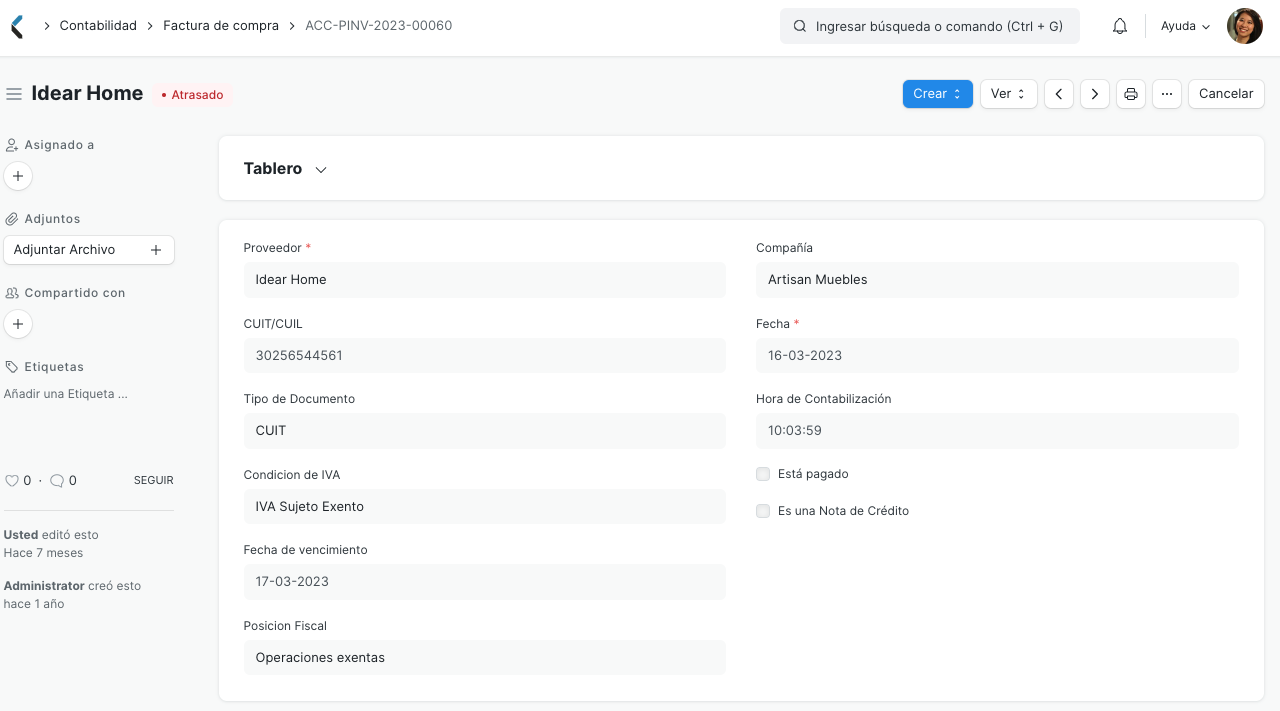 Contabilidad
Factura de compra
ACC-PINV-2023-00060
Ingresar búsqueda o comando (Ctrl + G)
Ayuda
Idear Home
Atrasado
Crear
Ver
Cancelar
Asignado a
Adjuntos
Adjuntar Archivo
Compartido con
Etiquetas
Añadir una Etiqueta ...
0 · 0
SEGUIR
Usted editó esto
Hace 7 meses
Administrator creó esto
hace 1 año
Tablero
Proveedor *
Idear Home
CUIT/CUIL
30256544561
Tipo de Documento
CUIT
Condicion de IVA
IVA Sujeto Exento
Fecha de vencimiento
17-03-2023
Posicion Fiscal
Operaciones exentas
Compañía
Artisan Muebles
Fecha *
16-03-2023
Hora de Contabilización
10:03:59
Está pagado
Es una Nota de Crédito